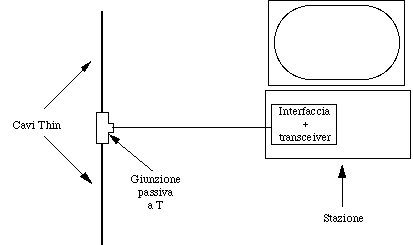 Interfaccia
+
transceiver
Cavi Thin
Giunzione
passiva
a T
Stazione